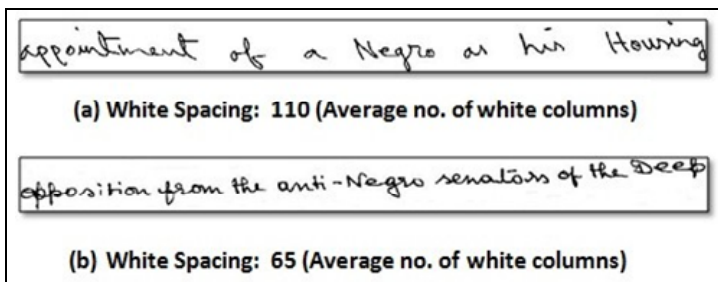 appointment of a Negro as his Housing
(a) White Spacing: 110 (Average no. of white columns)
opposition from the anti-Negro senators of the Deep
(b) White Spacing: 65 (Average no. of white columns)